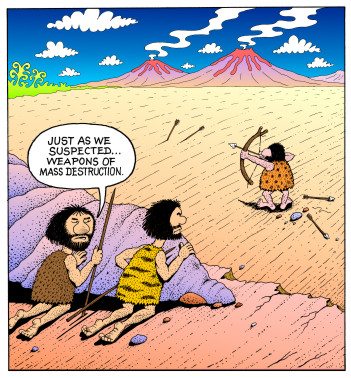 JUST AS WE
SUSPECTED...
WEAPONS OF
MASS DESTRUCTION.